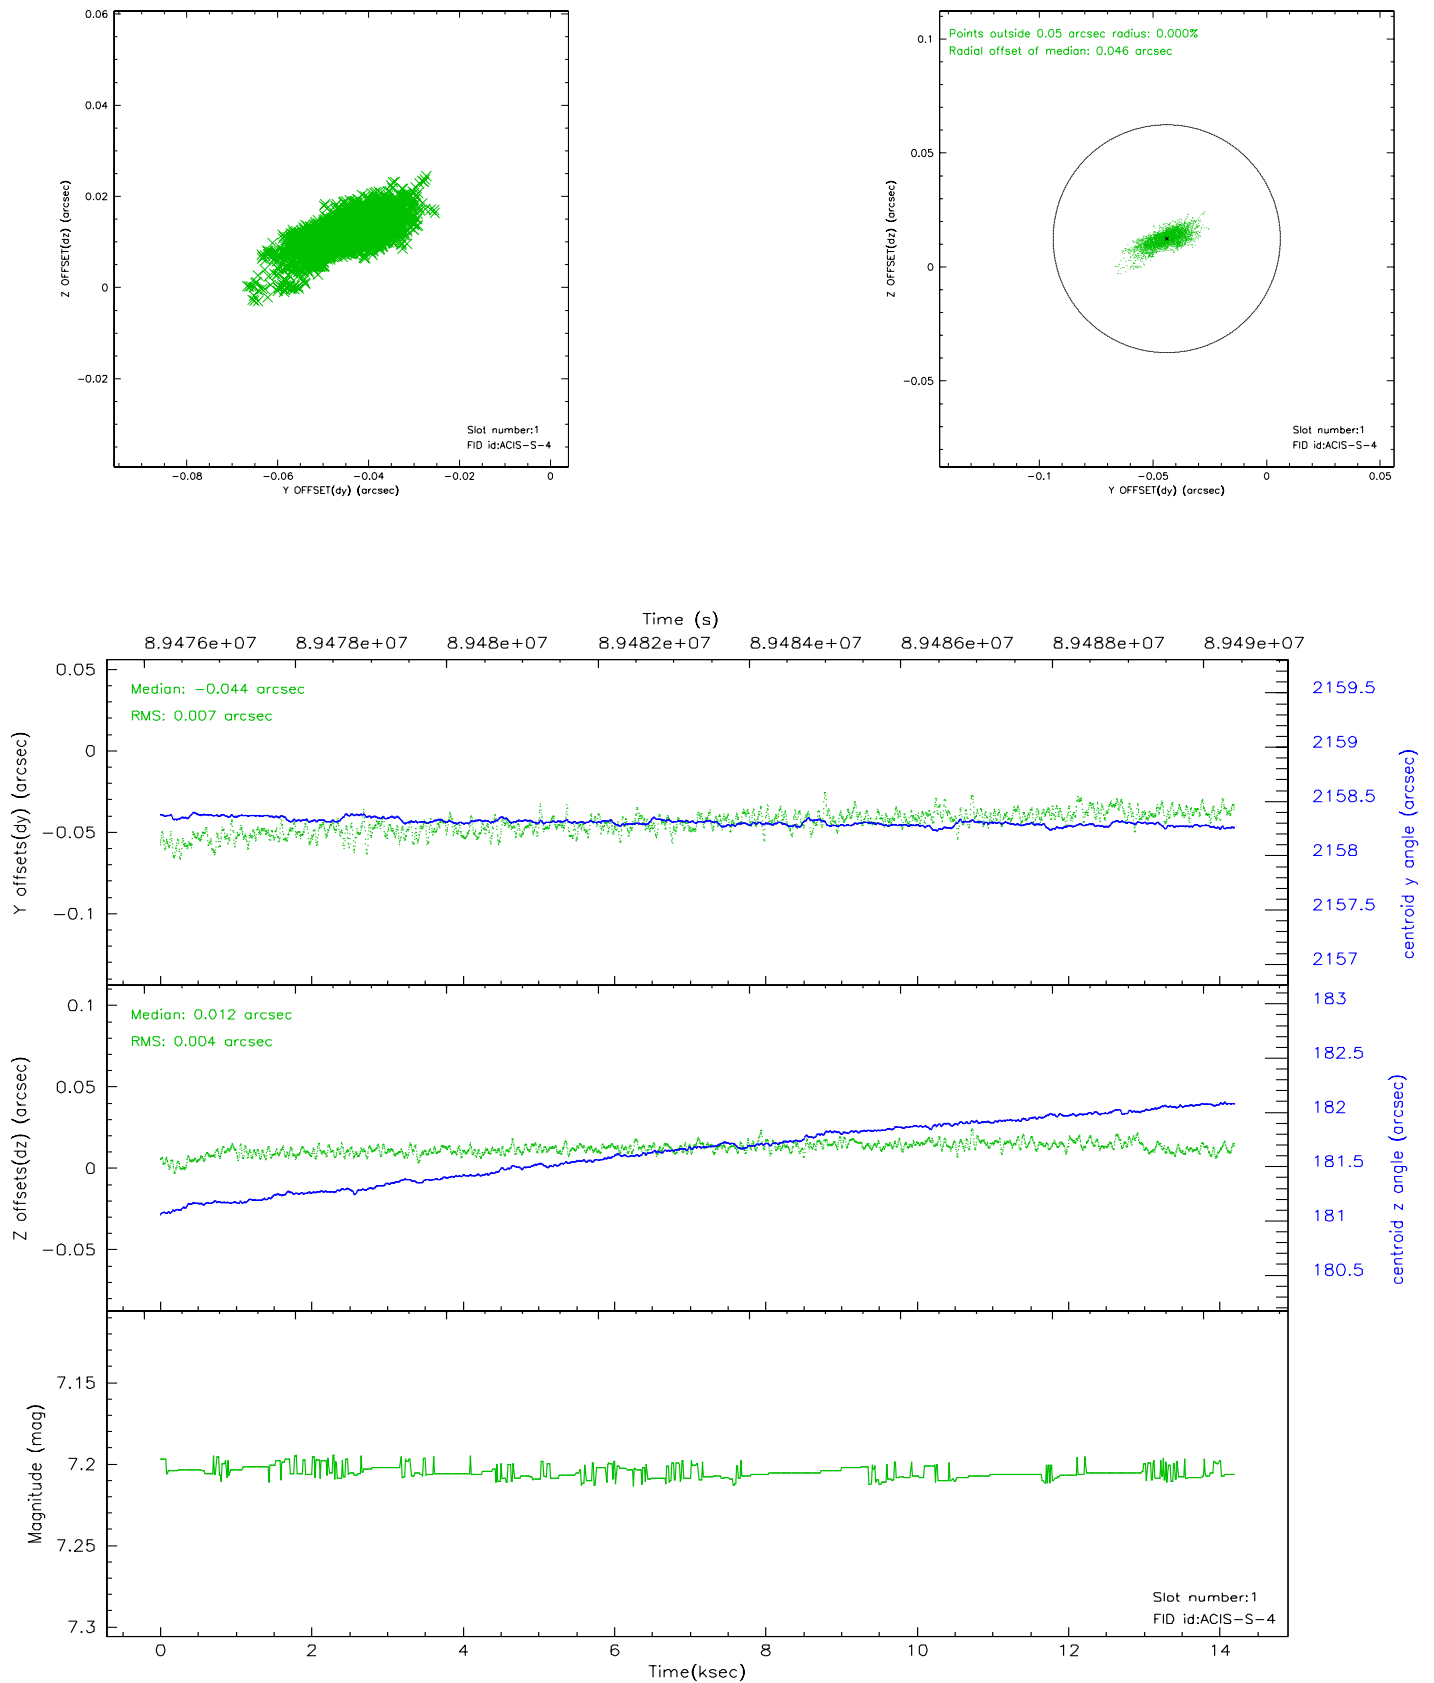 0.06
0.04
0.02
0
−0.02
Z OFFSET(dz) (arcsec)
Slot number:1
FID id:ACIS−S−4
−0.08
−0.06
−0.04
−0.02
0
Y OFFSET(dy) (arcsec)
Points outside 0.05 arcsec radius: 0.000%
Radial offset of median: 0.046 arcsec
0.1
0.05
0
−0.05
Z OFFSET(dz) (arcsec)
Slot number:1
FID id:ACIS−S−4
−0.1
−0.05
0
0.05
Y OFFSET(dy) (arcsec)
Time (s)
8.9476e+07
8.9478e+07
8.948e+07
8.9482e+07
8.9484e+07
8.9486e+07
8.9488e+07
8.949e+07
Median: −0.044 arcsec
RMS: 0.007 arcsec
0.05
0
−0.05
−0.1
Y offsets(dy) (arcsec)
2159.5
2159
2158.5
2158
2157.5
2157
centroid y angle (arcsec)
Median: 0.012 arcsec
RMS: 0.004 arcsec
0.1
0.05
0
−0.05
Z offsets(dz) (arcsec)
183
182.5
182
181.5
181
180.5
centroid z angle (arcsec)
7.15
7.2
7.25
7.3
Magnitude (mag)
Slot number:1
FID id:ACIS−S−4
0
2
4
6
8
10
12
14
Time(ksec)